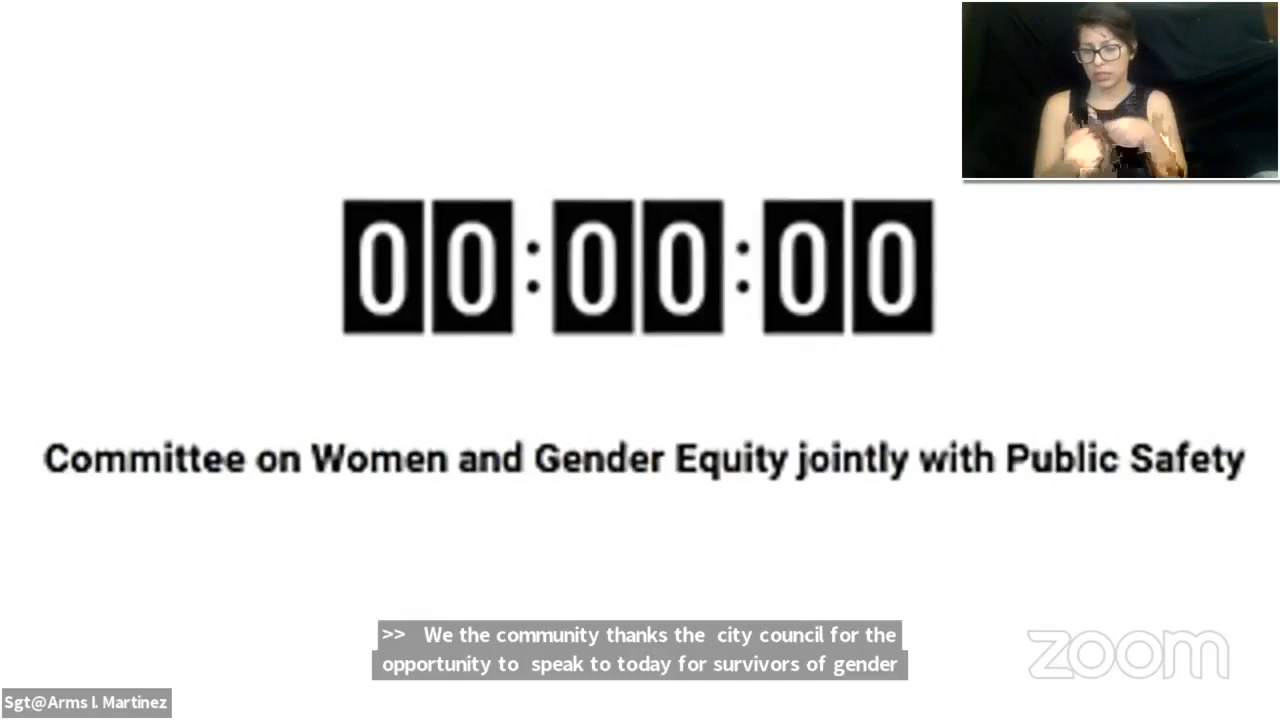 00:00:00
Committee on Women and Gender Equity jointly with Public Safety
>> We the community thanks the city council for the
opportunity to speak to today for survivors of gender
zoom
Sgt@Arms I. Martinez